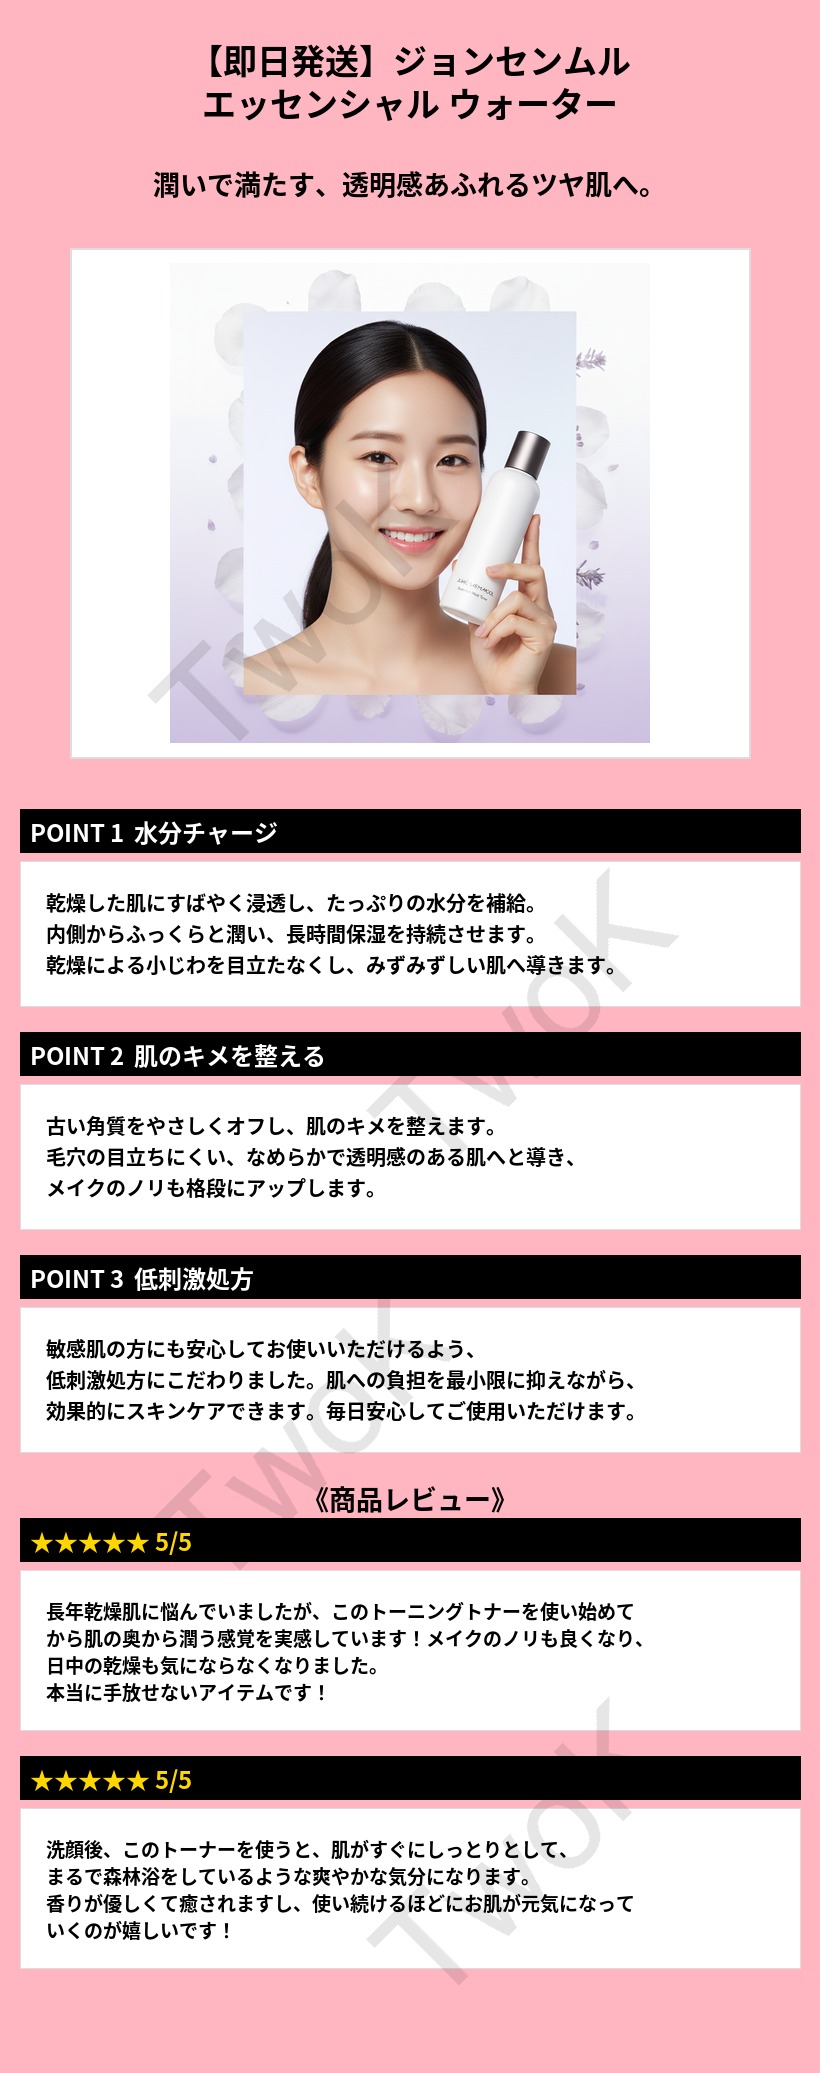 【即日発送】ジョンセンムル
エッセンシャル ウォーター
潤いで満たす、透明感あふれるツヤ肌へ。
TwoK
POINT 1 水分チャージ
乾燥した肌にすばやく浸透し、たっぷりの水分を補給。
内側からふっくらと潤い、長時間保湿を持続させます。
乾燥による小じわを目立たなくし、みずみずしい肌へ導きます。
TwoK
POINT 2 肌のキメを整える
古い角質をやさしくオフし、肌のキメを整えます。
毛穴の目立ちにくい、なめらかで透明感のある肌へと導き、
メイクのノリも格段にアップします。
POINT 3 低刺激処方
敏感肌の方にも安心してお使いいただけるよう、
低刺激処方にこだわりました。肌への負担を最小限に抑えながら、
効果的にスキンケアできます。毎日安心してご使用いただけます。
TwoK
《商品レビュー》
★★★★★ 5/5
長年乾燥肌に悩んでいましたが、このトーニングトナーを使い始めて
から肌の奥から潤う感覚を実感しています！メイクのノリも良くなり、
日中の乾燥も気にならなくなりました。
本当に手放せないアイテムです！
★★★★★ 5/5
洗顔後、このトーナーを使うと、肌がすぐにしっとりとして、
まるで森林浴をしているような爽やかな気分になります。
香りが優しくて癒されますし、使い続けるほどにお肌が元気になって
いくのが嬉しいです！
TwoK